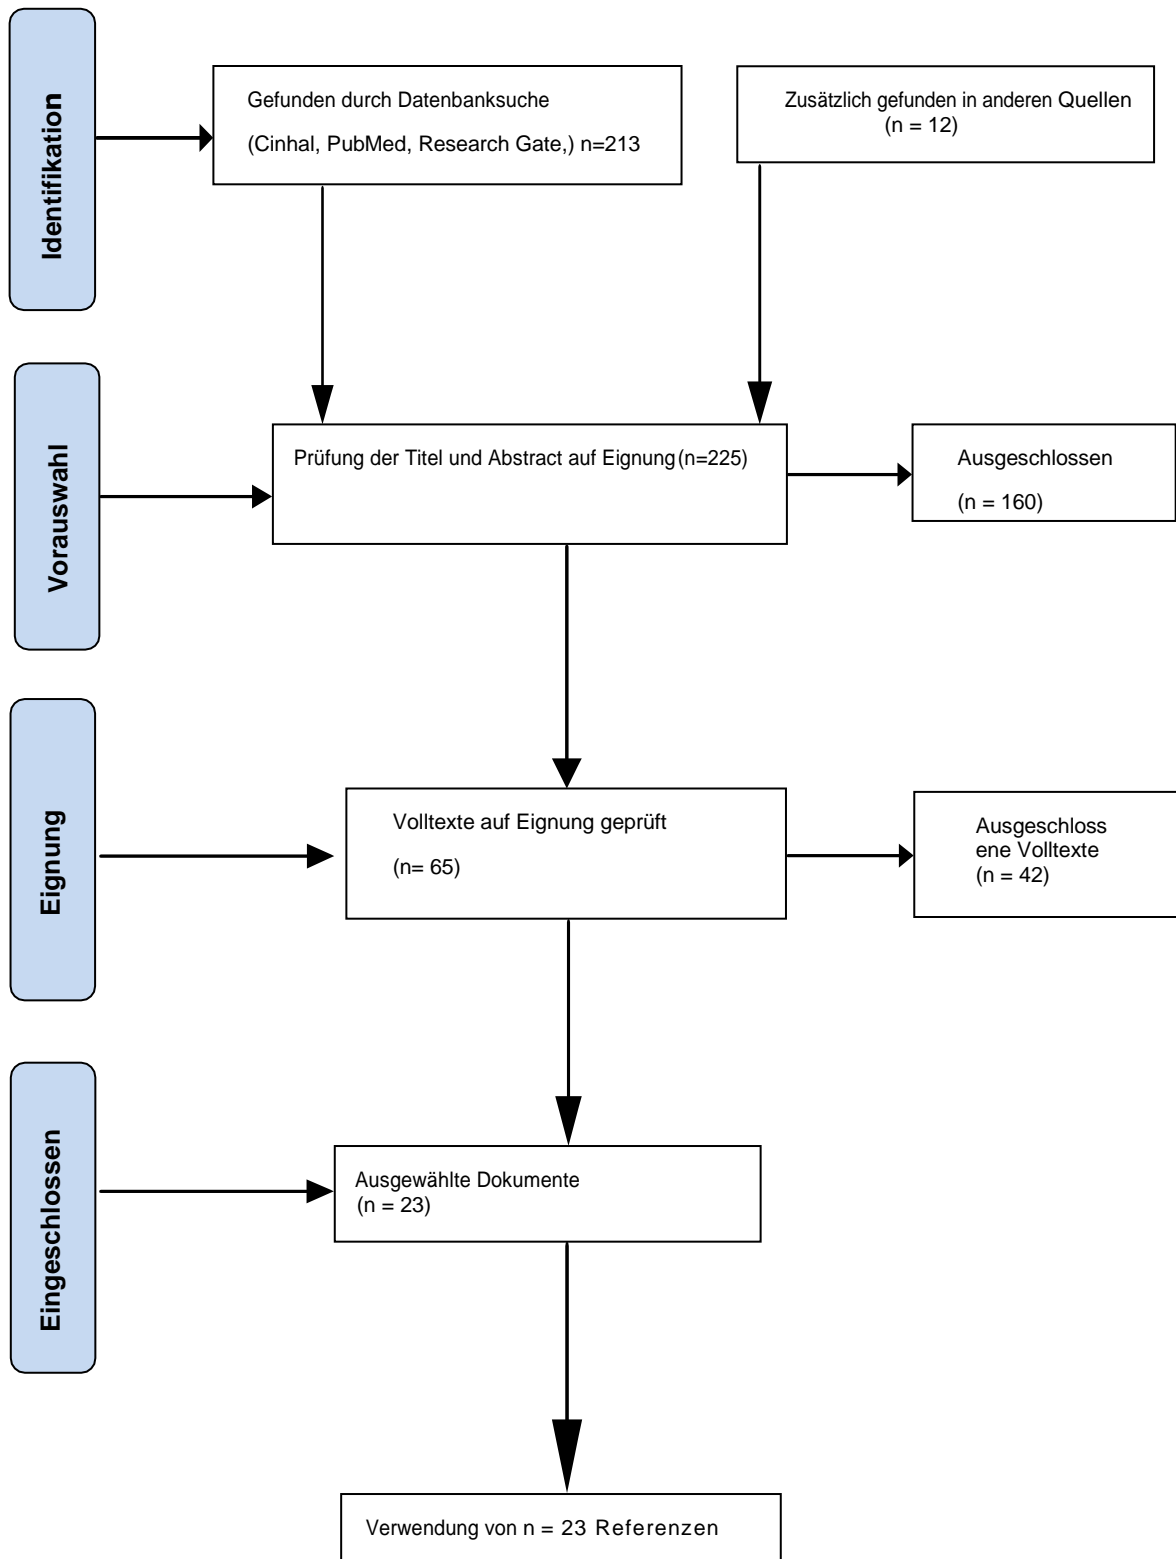 Identifikation
Gefunden durch Datenbanksuche
(Cinhal, PubMed, Research Gate,) n=213
Zusätzlich gefunden in anderen Quellen
(n = 12)
Vorauswahl
Prüfung der Titel und Abstract auf Eignung (n=225)
Ausgeschlossen
(n = 160)
Eignung
Volltexte auf Eignung geprüft
(n= 65)
Ausgeschloss
ene Volltexte
(n = 42)
Eingeschlossen
Ausgewählte Dokumente
(n = 23)
Verwendung von n = 23 Referenzen